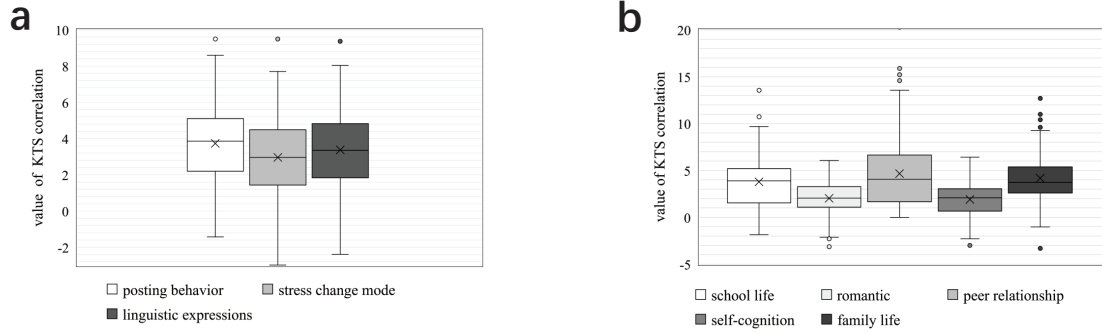 a
value of KTS correlation
10
8
6
4
2
0
-2
posting behavior
stress change mode
linguistic expressions
b
value of KTS correlation
20
15
10
5
0
-5
school life
romantic
peer relationship
self-cognition
family life